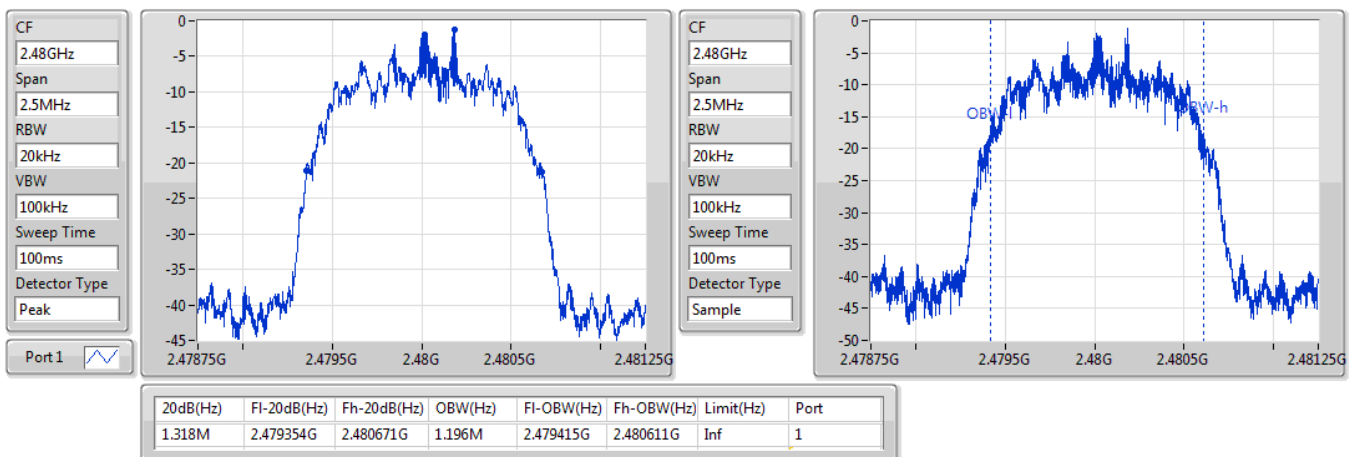 CF
2.48GHz
Span
2.5MHz
RBW
20kHz
VBW
100kHz
Sweep Time
100ms
Detector Type
Peak
Port 1
0
-5
-10
-15
-20
-25
-30
-35
-40
-45
2.47875G 2.4795G 2.48G 2.4805G 2.48125G
CF
2.48GHz
Span
2.5MHz
RBW
20kHz
VBW
100kHz
Sweep Time
100ms
Detector Type
Sample
0
-5
-10
-15
-20
-25
-30
-35
-40
-45
-50
OBW-l OBW-h
2.47875G 2.4795G 2.48G 2.4805G 2.48125G
20dB(Hz) Fl-20dB(Hz) Fh-20dB(Hz) OBW(Hz) Fl-OBW(Hz) Fh-OBW(Hz) Limit(Hz) Port
1.318M 2.479354G 2.480671G 1.196M 2.479415G 2.480611G Inf 1